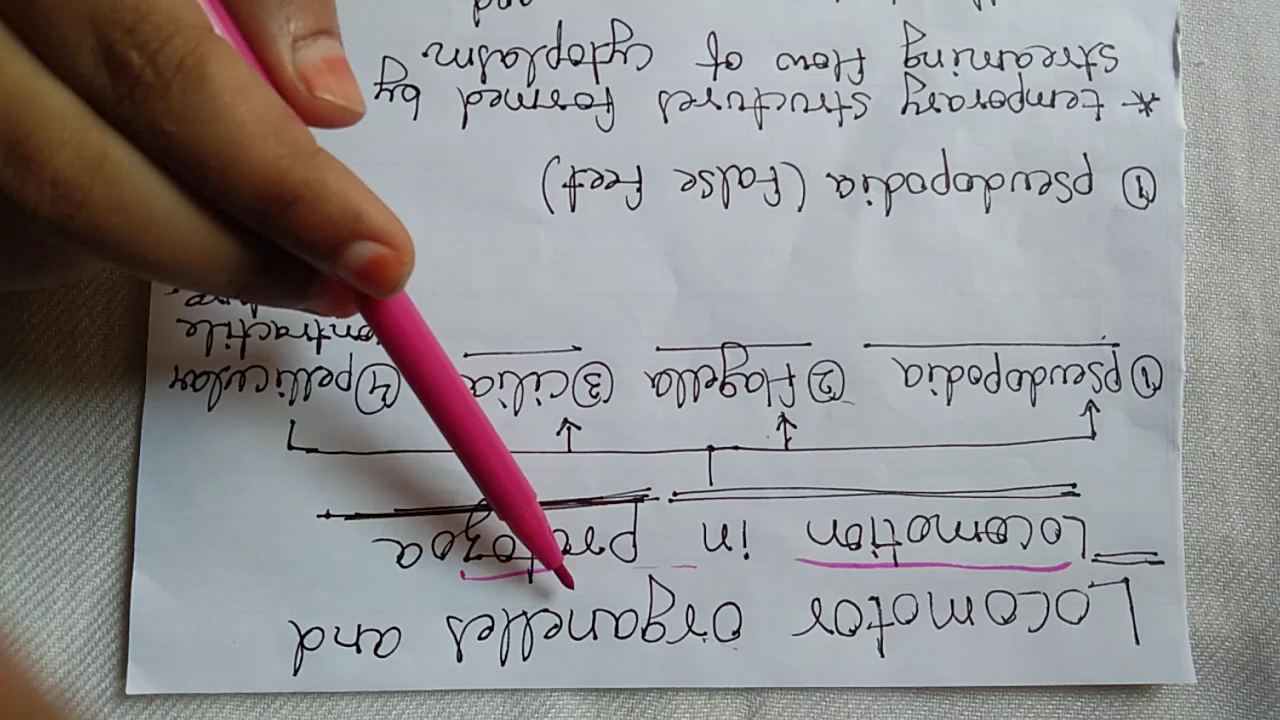 Locomotor organelles and
Locomotion in protozoa
① pseudopodia ② Flagella ③ cilia ④ pellicular
contractile
① pseudopodia (False Feet)
* temporary structures formed by
streaming flow of cytoplasm.
and